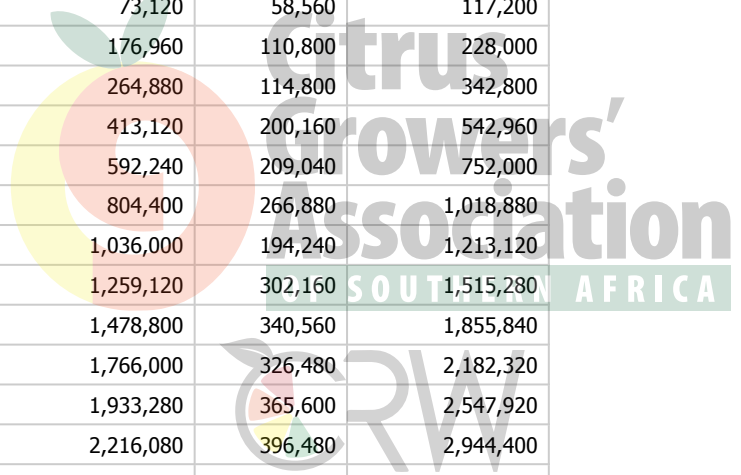 73,120 58,560 117,200
176,960 110,800 228,000
264,880 114,800 342,800
413,120 200,160 542,960
592,240 209,040 752,000
804,400 266,880 1,018,880
1,036,000 194,240 1,213,120
1,259,120 302,160 1,515,280
1,478,800 340,560 1,855,840
1,766,000 326,480 2,182,320
1,933,280 365,600 2,547,920
2,216,080 396,480 2,944,400
Citrus
Growers'
Association
OF SOUTHERN AFRICA
CRW